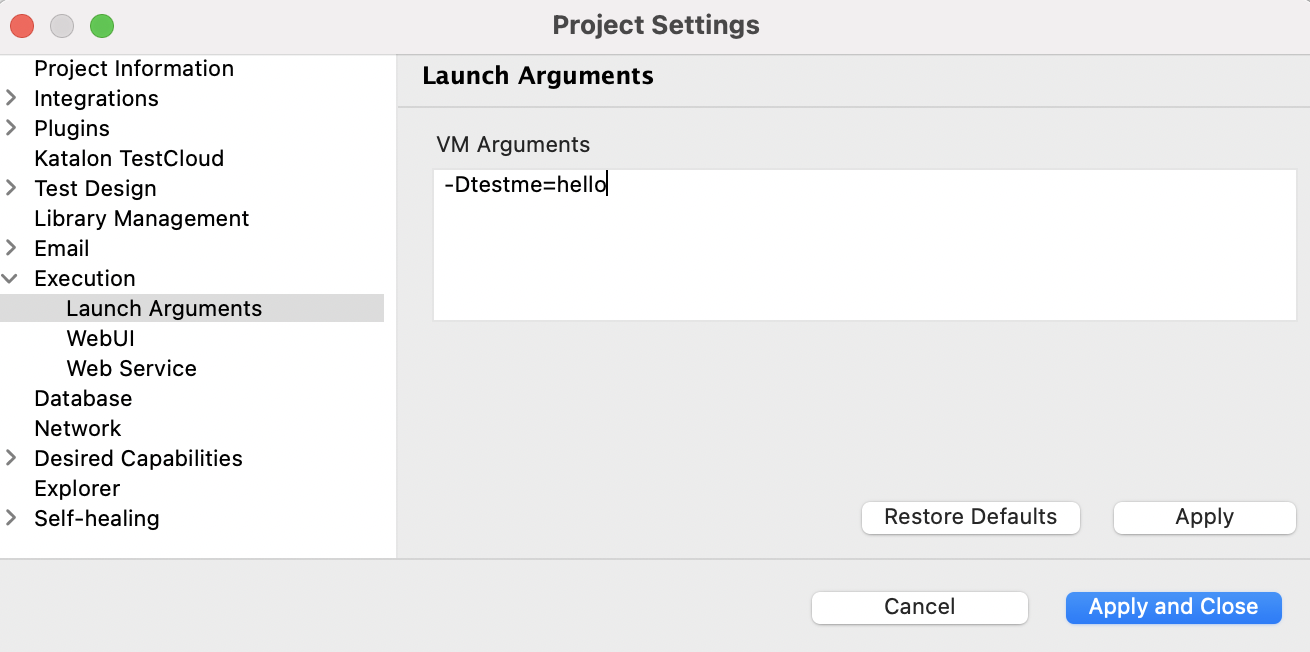 Project Settings
Project Information
Integrations
Plugins
Katalon TestCloud
Test Design
Library Management
Email
Execution
Launch Arguments
WebUI
Web Service
Database
Network
Desired Capabilities
Explorer
Self-healing
Launch Arguments
VM Arguments
-Dtestme=hello
Restore Defaults
Apply
Cancel
Apply and Close